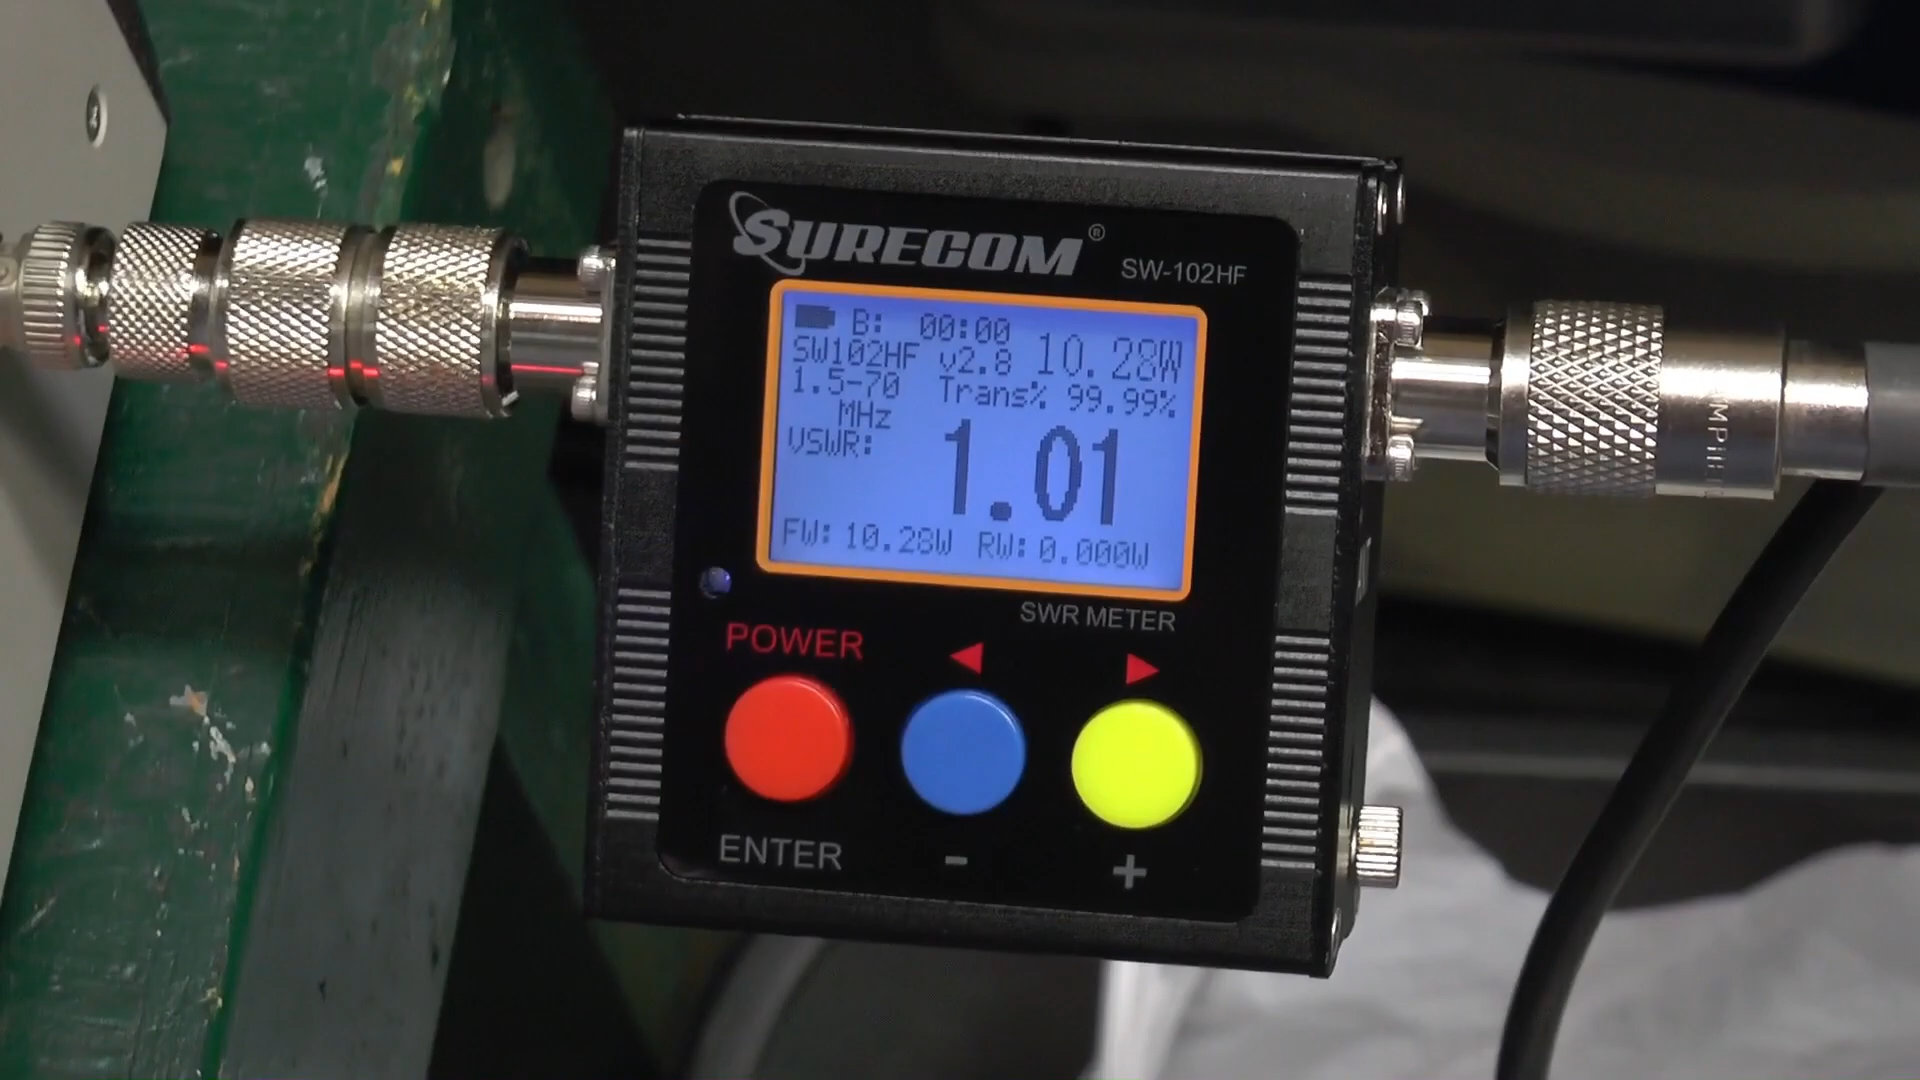 SURECOM®
SW-102HF
B: 00:00
SW102HF v2.8 10.28W
1.5-70 Trans% 99.99%
MHz
VSWR: 1.01
FW: 10.28W RW: 0.000W
SWR METER
POWER ◀ ▶
ENTER - +